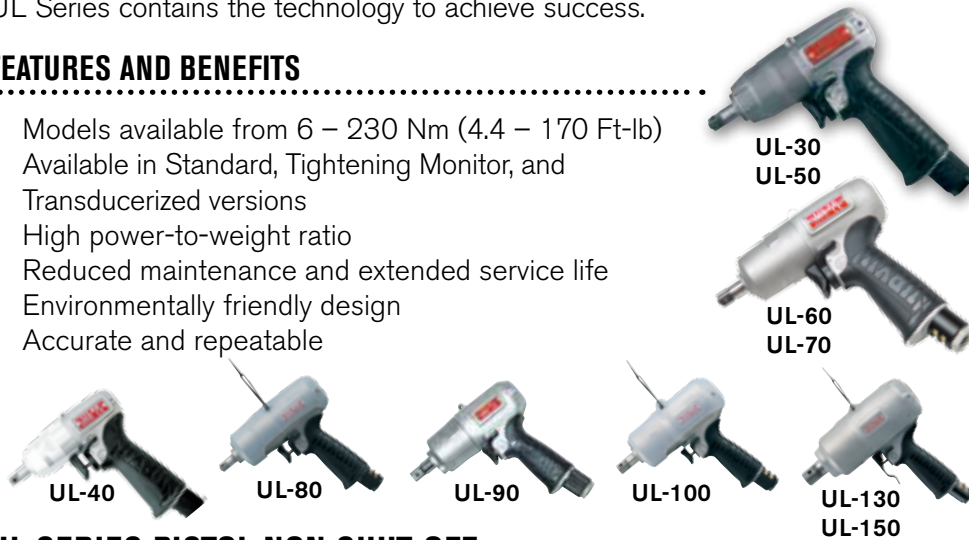 UL Series contains the technology to achieve success.
FEATURES AND BENEFITS
Models available from 6 – 230 Nm (4.4 – 170 Ft-lb)
Available in Standard, Tightening Monitor, and
Transducerized versions
High power-to-weight ratio
Reduced maintenance and extended service life
Environmentally friendly design
Accurate and repeatable
UL-30
UL-50
UL-60
UL-70
UL-40
UL-80
UL-90
UL-100
UL-130
UL-150
UL SERIES PISTOL NON SHUT-OFF